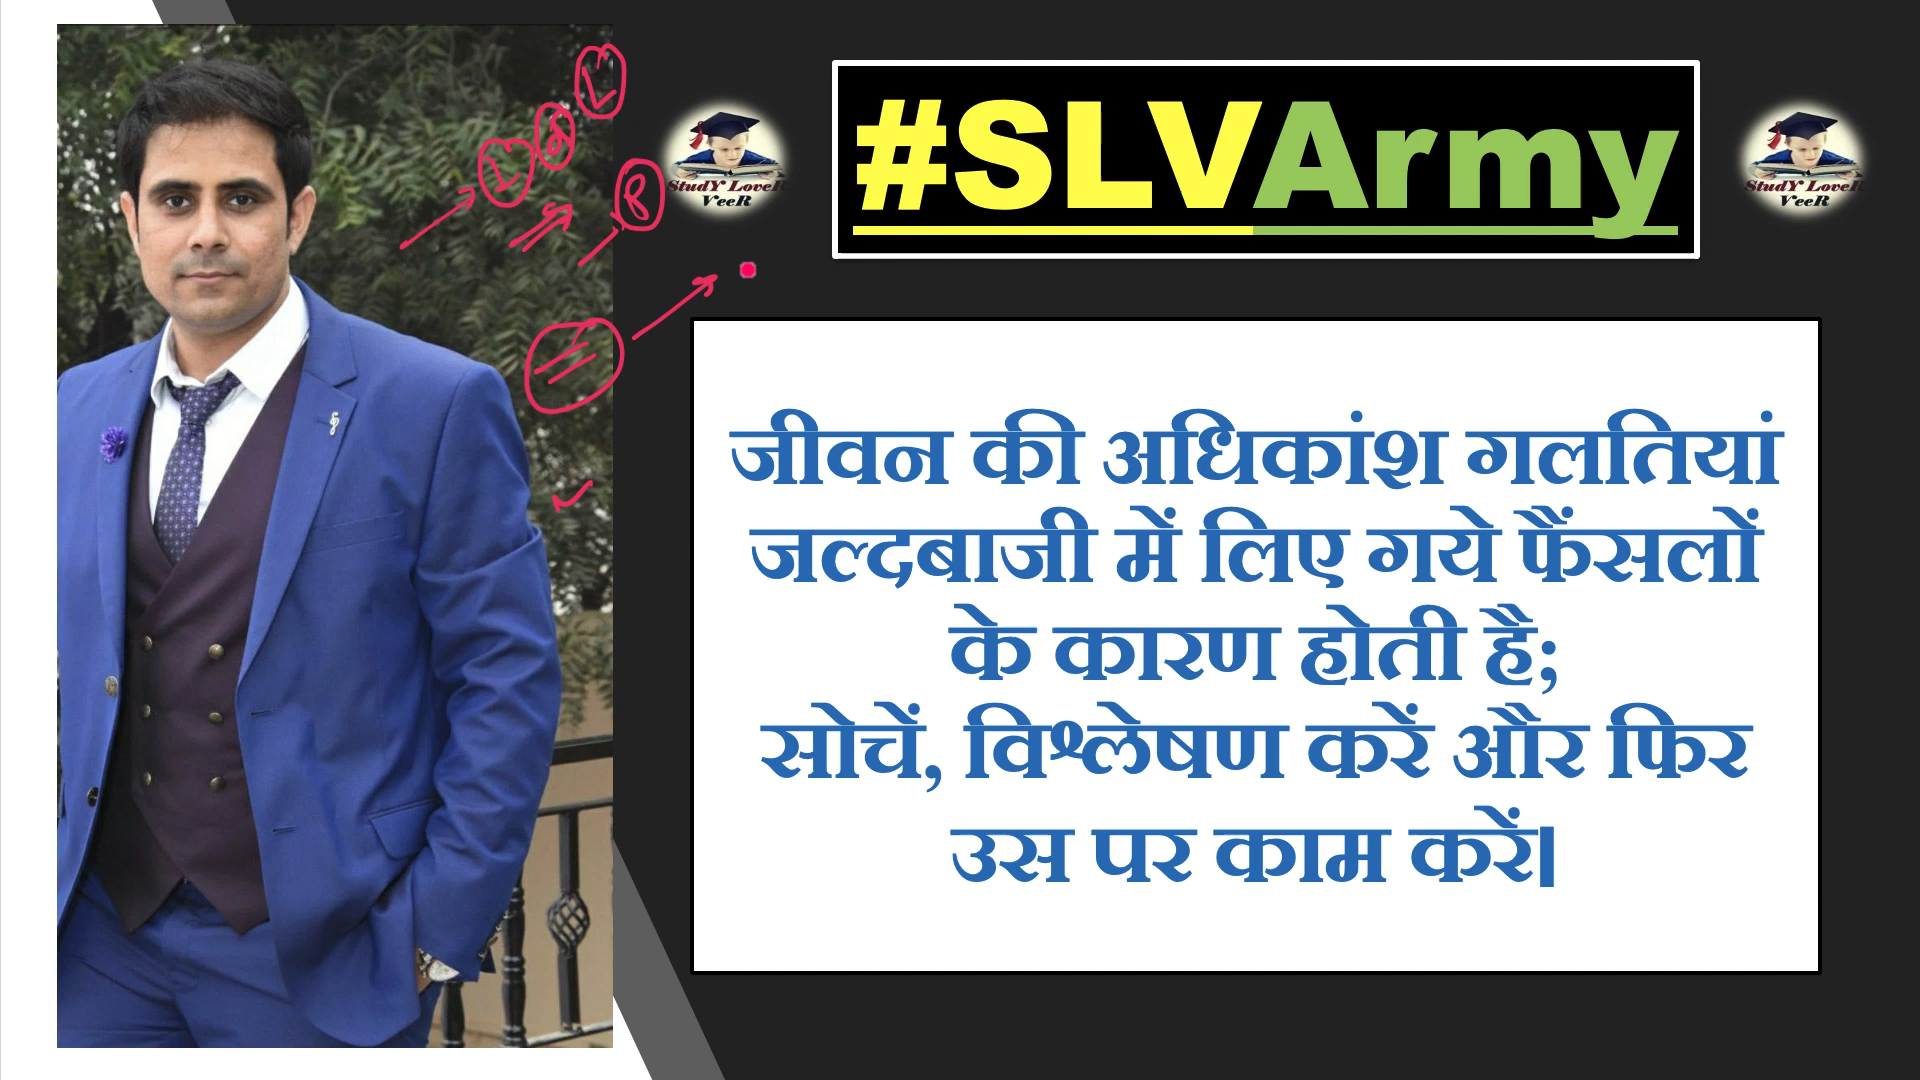 #SLVArmy
StudY LoveR
VeeR
StudY LoveR
VeeR
जीवन की अधिकांश गलतियां
जल्दबाजी में लिए गये फैंसलों
के कारण होती है;
सोचें, विश्लेषण करें और फिर
उस पर काम करें।